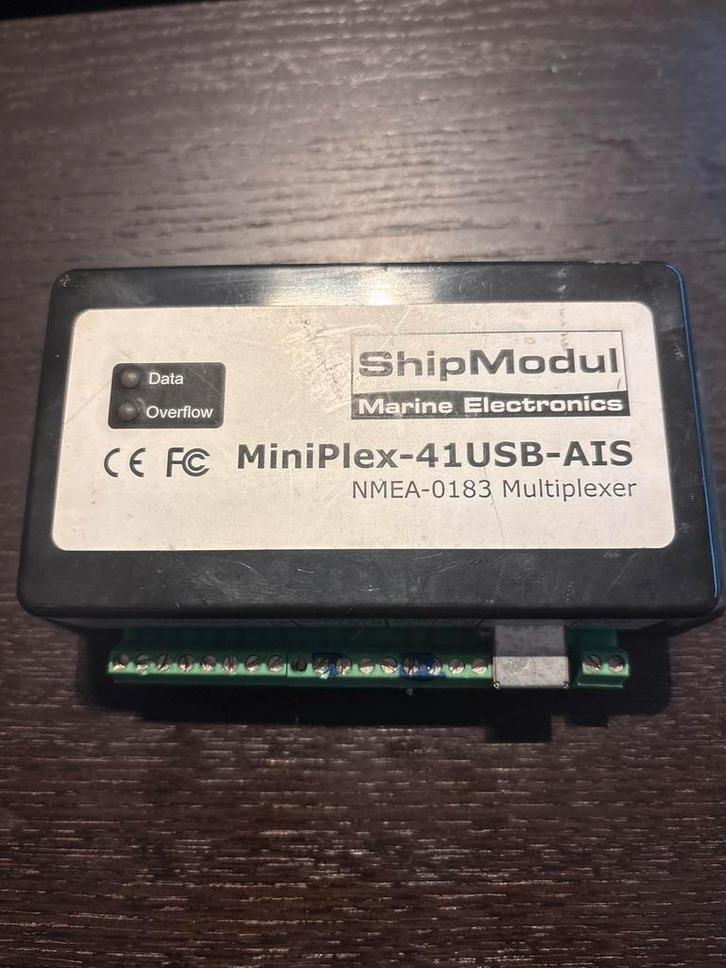 Data
Overflow
ShipModul
Marine Electronics
CE FC MiniPlex-41USB-AIS
NMEA-0183 Multiplexer